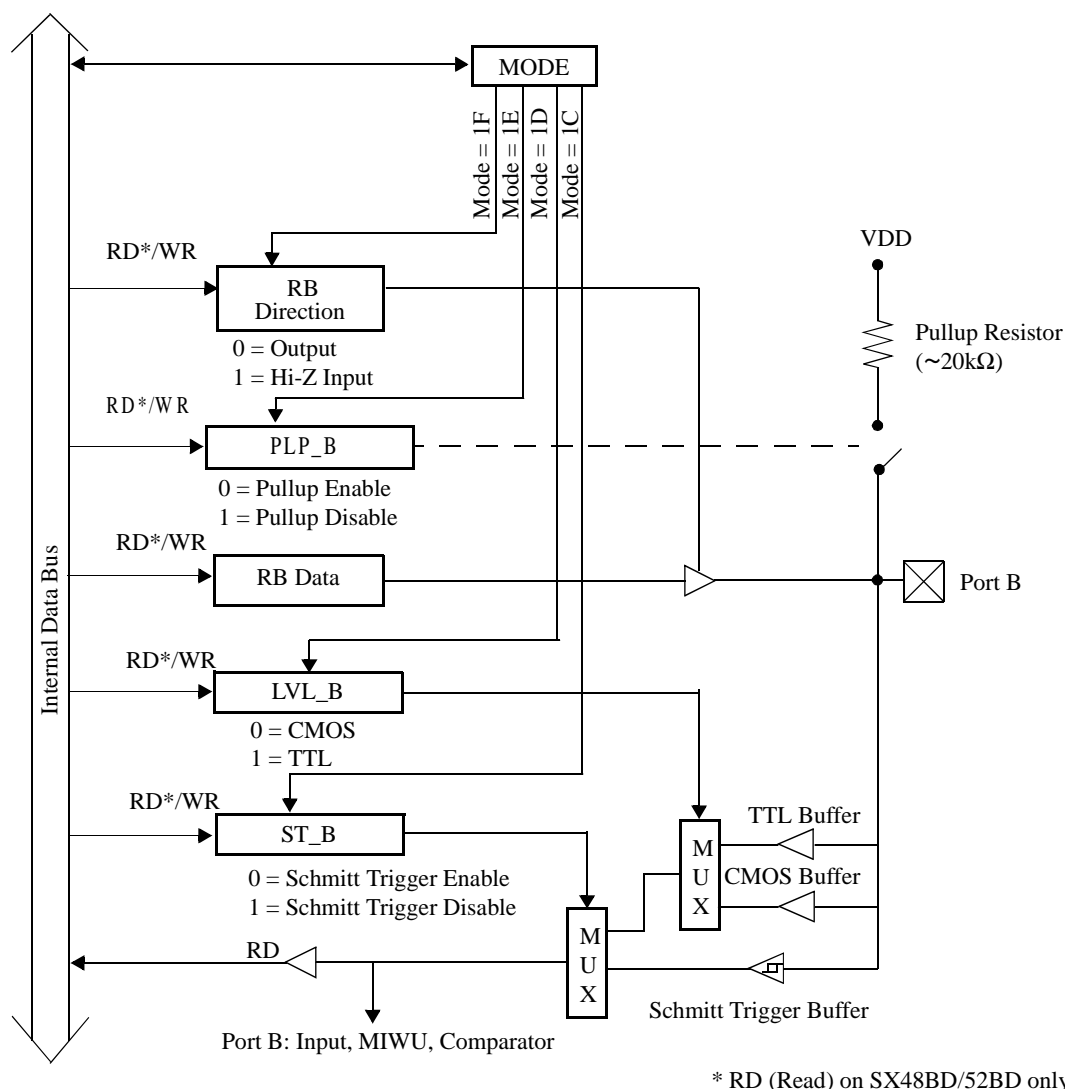 MODE
Mode = 1F
Mode = 1E
Mode = 1D
Mode = 1C
RD*/WR
RB
Direction
0 = Output
1 = Hi-Z Input
VDD
Pullup Resistor
(~20kΩ)
RD*/WR
PLP_B
0 = Pullup Enable
1 = Pullup Disable
Internal Data Bus
RD*/WR
RB Data
Port B
RD*/WR
LVL_B
0 = CMOS
1 = TTL
RD*/WR
ST_B
0 = Schmitt Trigger Enable
1 = Schmitt Trigger Disable
TTL Buffer
M
U
X
CMOS Buffer
M
U
X
RD
Schmitt Trigger Buffer
Port B: Input, MIWU, Comparator
* RD (Read) on SX48BD/52BD only